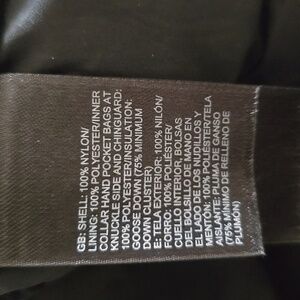 GB: SHELL: 100% NYLON/
LINING: 100% POLYESTER/INNER
COLLAR HAND POCKET BAGS AT
KNUCKLE SIDE AND CHINGUARD:
100% POLYESTER/INSULATION:
GOOSE DOWN (75% MINIMUM
DOWN CLUSTER)
E: TELA EXTERIOR: 100% NILÓN/
FORRO: 100% POLIÉSTER/
CUELLO INTERIOR, BOLSAS
DEL BOLSILLO DE MANO EN
EL LADO DE LOS NUDILLOS Y
MENTÓN: 100% POLIÉSTER/TELA
AISLANTE: PLUMA DE GANSO
(75% MINIMO DE RELLENO DE
PLUMÓN)